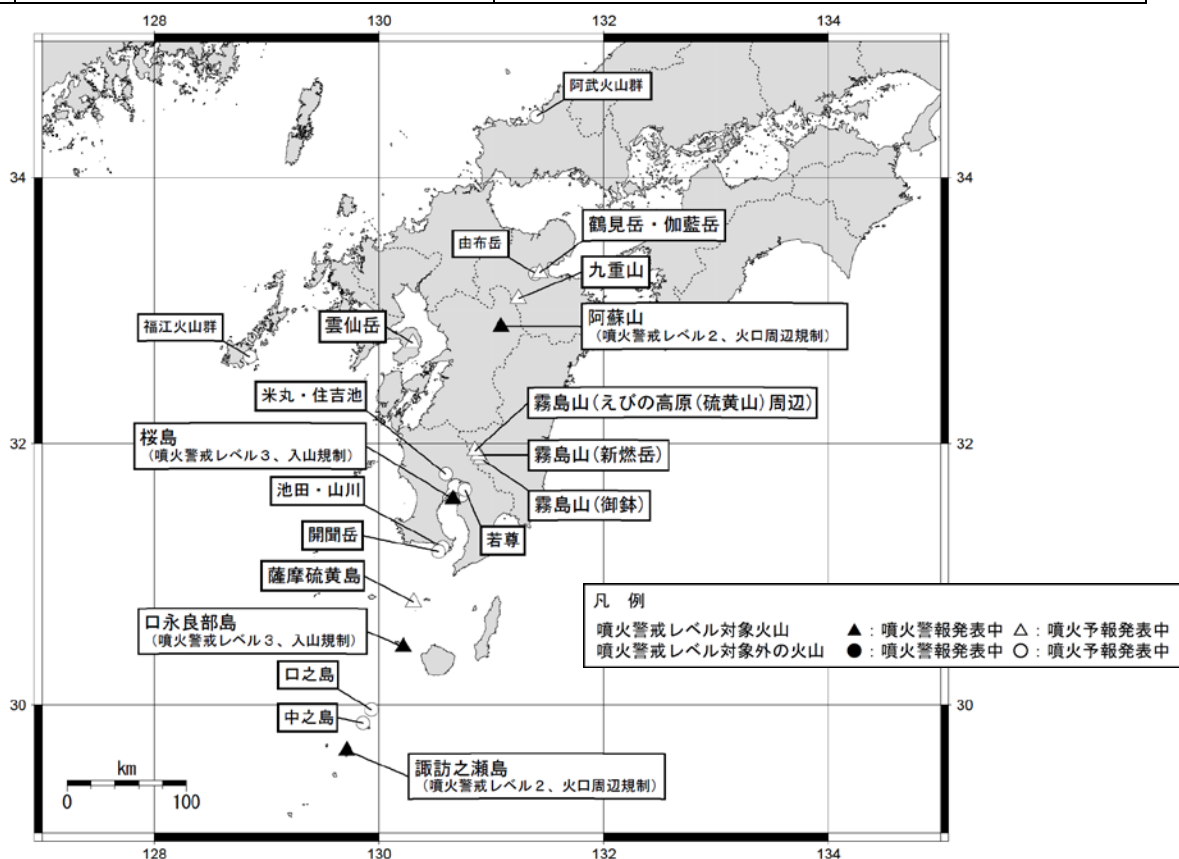 128
130
132
134
阿武火山群
34
34
鶴見岳・伽藍岳
由布岳
九重山
阿蘇山
(噴火警戒レベル2、火口周辺規制)
雲仙岳
福江火山群
米丸・住吉池
霧島山(えびの高原(硫黄山)周辺)
32
32
桜島
(噴火警戒レベル3、入山規制)
霧島山(新燃岳)
池田・山川
霧島山(御鉢)
開聞岳
若尊
薩摩硫黄島
凡 例
噴火警戒レベル対象火山 ▲:噴火警報発表中 △:噴火予報発表中
噴火警戒レベル対象外の火山 ●:噴火警報発表中 ○:噴火予報発表中
口永良部島
(噴火警戒レベル3、入山規制)
口之島
30
30
中之島
諏訪之瀬島
(噴火警戒レベル2、火口周辺規制)
km
0 100
128
130
132
134